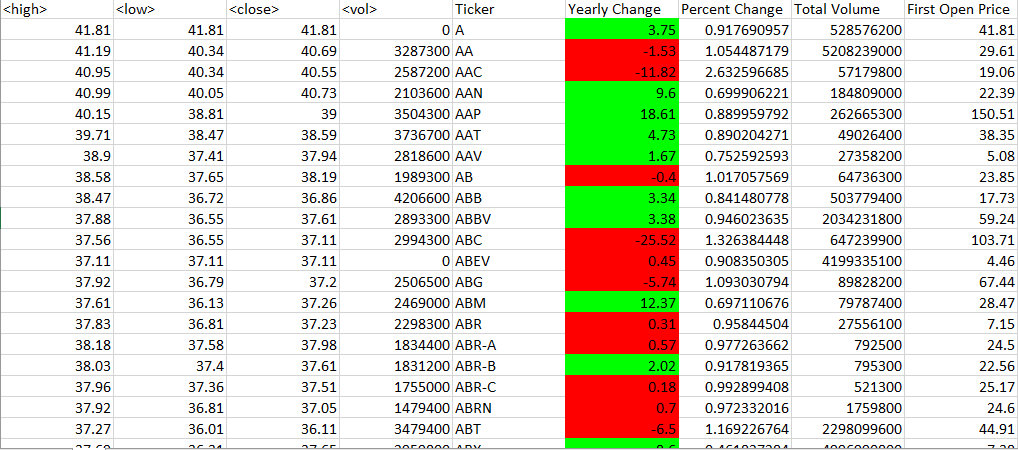 <high> <low> <close> <vol> Ticker Yearly Change Percent Change Total Volume First Open Price
41.81 41.81 41.81 0 A 3.75 0.917690957 528576200 41.81
41.19 40.34 40.69 3287300 AA -1.53 1.054487179 5208239000 29.61
40.95 40.34 40.55 2587200 AAC -11.82 2.632596685 57179800 19.06
40.99 40.05 40.73 2103600 AAN 9.6 0.699906221 184809000 22.39
40.15 38.81 39 3504300 AAP 18.61 0.889959792 262665300 150.51
39.71 38.47 38.59 3736700 AAT 4.73 0.890204271 49026400 38.35
38.9 37.41 37.94 2818600 AAV 1.67 0.752592593 27358200 5.08
38.58 37.65 38.19 1989300 AB -0.4 1.017057569 64736300 23.85
38.47 36.72 36.86 4206600 ABB 3.34 0.841480778 503779400 17.73
37.88 36.55 37.61 2893300 ABBV 3.38 0.946023635 2034231800 59.24
37.56 36.55 37.11 2994300 ABC -25.52 1.326384448 647239900 103.71
37.11 37.11 37.11 0 ABEV 0.45 0.908350305 4199335100 4.46
37.92 36.79 37.2 2506500 ABG -5.74 1.093030794 89828200 67.44
37.61 36.13 37.26 2469000 ABM 12.37 0.697110676 79787400 28.47
37.83 36.81 37.23 2298300 ABR 0.31 0.95844504 27556100 7.15
38.18 37.58 37.98 1834400 ABR-A 0.57 0.977263662 792500 24.5
38.03 37.4 37.61 1831200 ABR-B 2.02 0.917819365 795300 22.56
37.96 37.36 37.51 1755000 ABR-C 0.18 0.992899408 521300 25.17
37.92 36.81 37.05 1479400 ABRN 0.7 0.972332016 1759800 24.6
37.27 36.01 36.11 3479400 ABT -6.5 1.169226764 2298099600 44.91